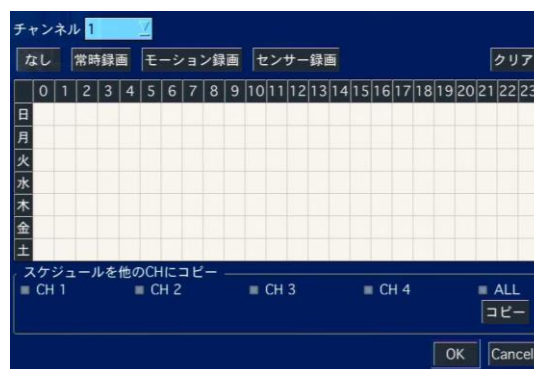 チャンネル 1
なし 常時録画 モーション録画 センサー録画 クリア
0 1 2 3 4 5 6 7 8 9 10 11 12 13 14 15 16 17 18 19 20 21 22 23
日
月
火
水
木
金
土
スケジュールを他のCHにコピー
CH 1 CH 2 CH 3 CH 4 ALL
コピー
OK Cancel